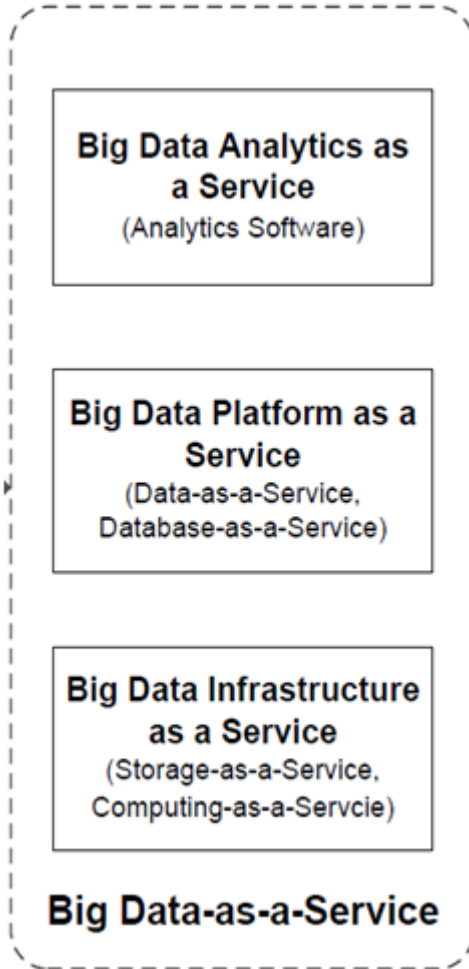 Big Data Analytics as
a Service
(Analytics Software)
Big Data Platform as a
Service
(Data-as-a-Service,
Database-as-a-Service)
Big Data Infrastructure
as a Service
(Storage-as-a-Service,
Computing-as-a-Servcie)
Big Data-as-a-Service